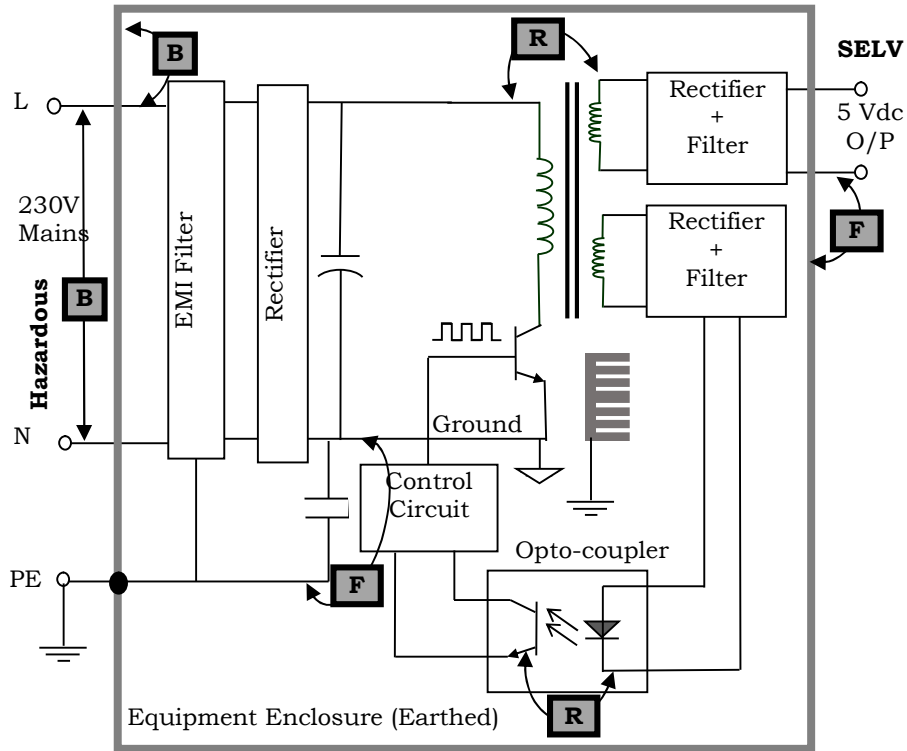 B
R
SELV
L
Rectifier
+
Filter
5 Vdc
O/P
230V
Mains
EMI Filter
Rectifier
Rectifier
+
Filter
F
B
Hazardous
N
Ground
Control
Circuit
Opto-coupler
PE
F
R
Equipment Enclosure (Earthed)